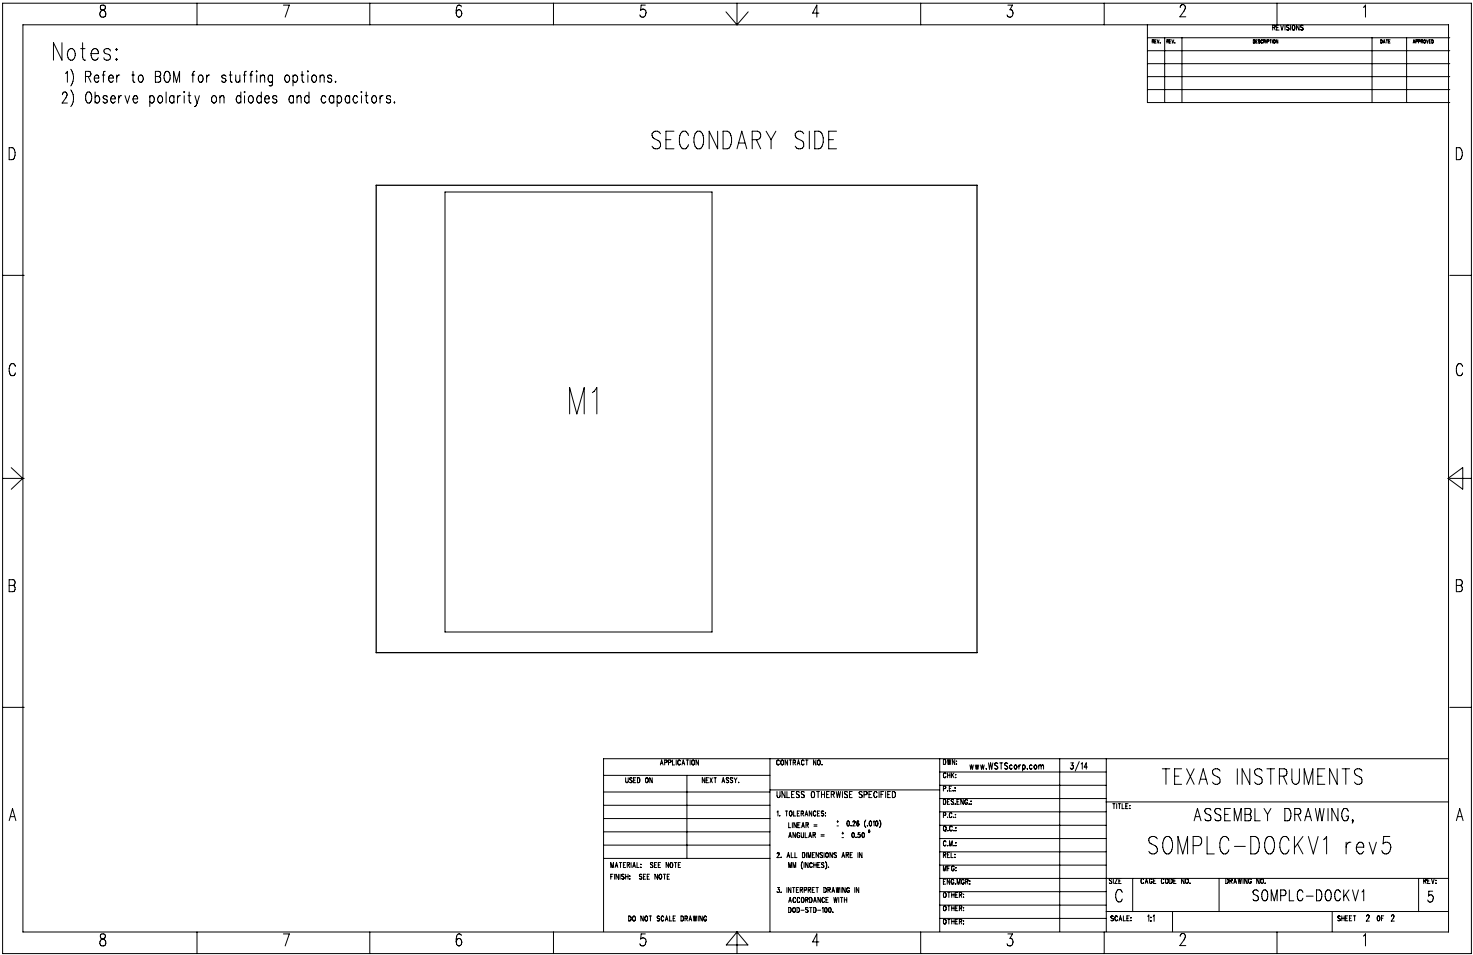 8 7 6 5 4 3 2 1
REVISIONS
REV. REV. DESCRIPTION DATE APPROVED
Notes:
1) Refer to BOM for stuffing options.
2) Observe polarity on diodes and capacitors.
SECONDARY SIDE
D D
C C
M1
B B
A A
APPLICATION
USED ON NEXT ASSY.
MATERIAL: SEE NOTE
FINISH: SEE NOTE
DO NOT SCALE DRAWING
CONTRACT NO.
UNLESS OTHERWISE SPECIFIED
1. TOLERANCES:
LINEAR = ± 0.26 (.010)
ANGULAR = ± 0.50 °
2. ALL DIMENSIONS ARE IN
MM (INCHES).
3. INTERPRET DRAWING IN
ACCORDANCE WITH
DOD-STD-100.
DWN: www.WSTScorp.com 3/14
CHK:
P.E.:
DES.ENG.:
P.C.:
Q.C.:
C.M.:
REL:
MFG:
ENG.MGR:
OTHER:
OTHER:
OTHER:
TEXAS INSTRUMENTS
TITLE: ASSEMBLY DRAWING,
SOMPLC-DOCKV1 rev5
SIZE CAGE CODE NO. DRAWING NO. REV:
C SOMPLC-DOCKV1 5
SCALE: 1:1 SHEET 2 OF 2
8 7 6 5 4 3 2 1